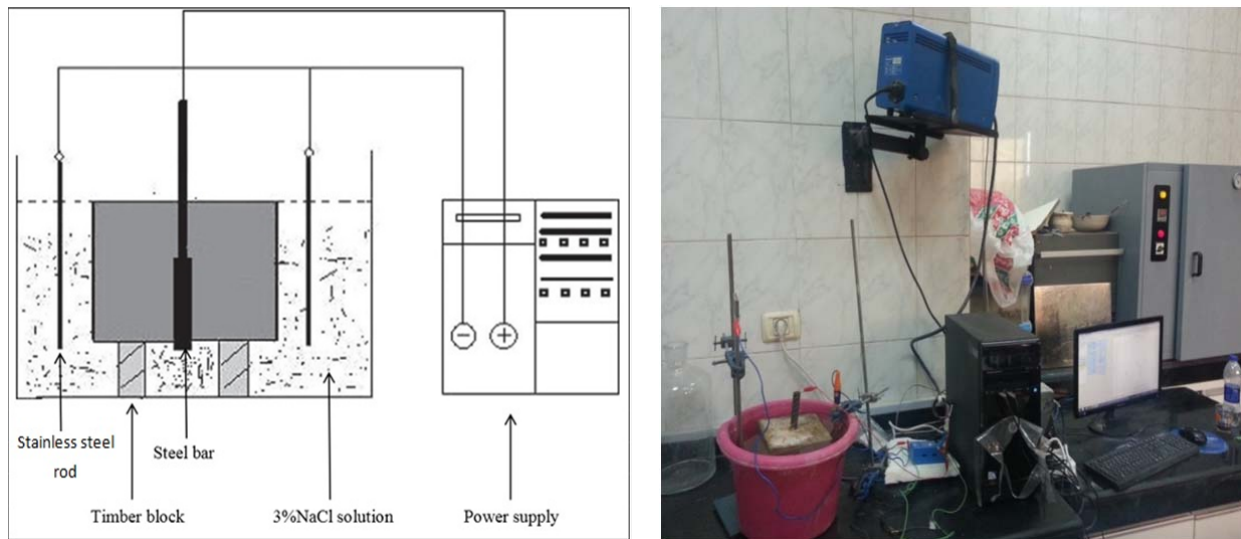 Stainless steel
rod
Steel bar
Timber block
3%NaCl solution
Power supply